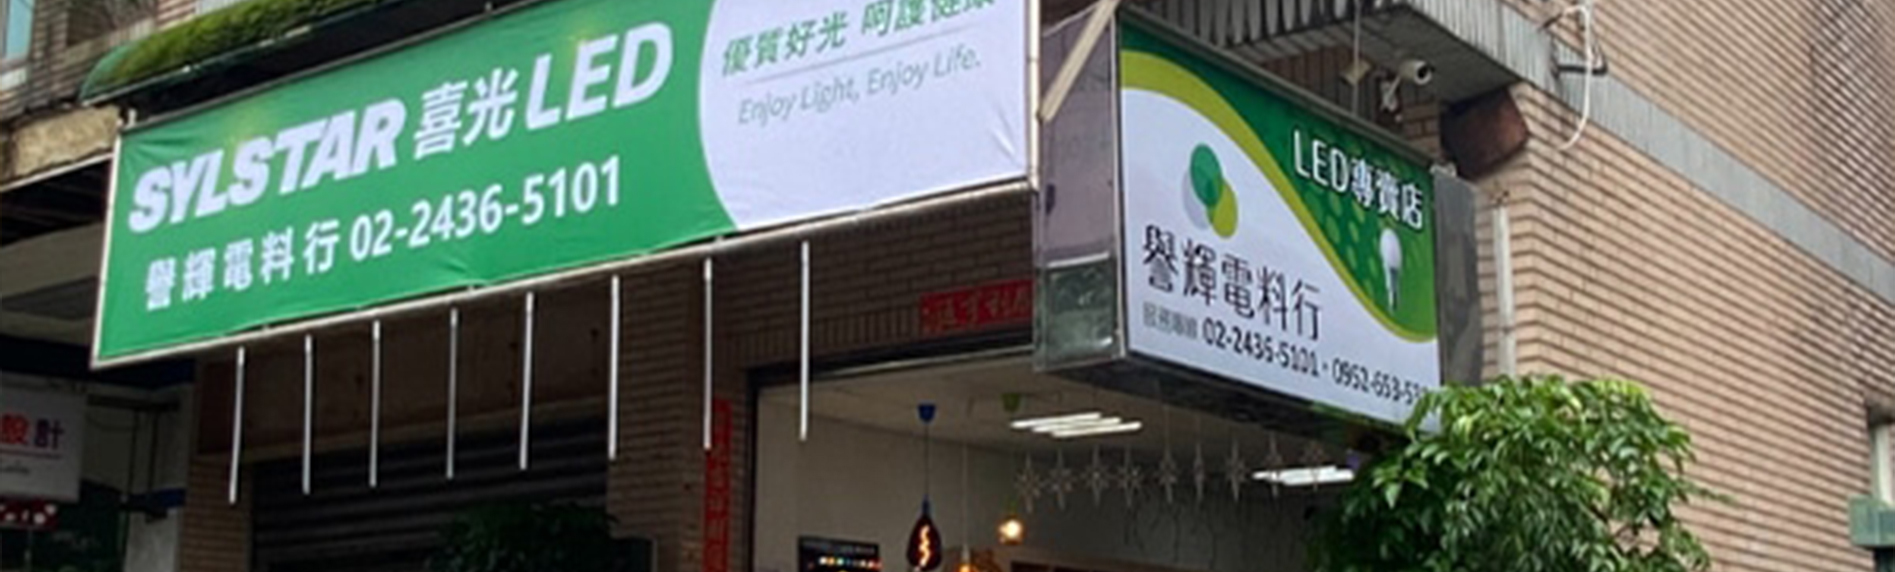 SYLSTAR 喜光 LED
譽輝電料行 02-2436-5101
優質好光 呵護健康
Enjoy Light, Enjoy Life.
LED專賣店
譽輝電料行
服務專線 02-2436-5101
設計